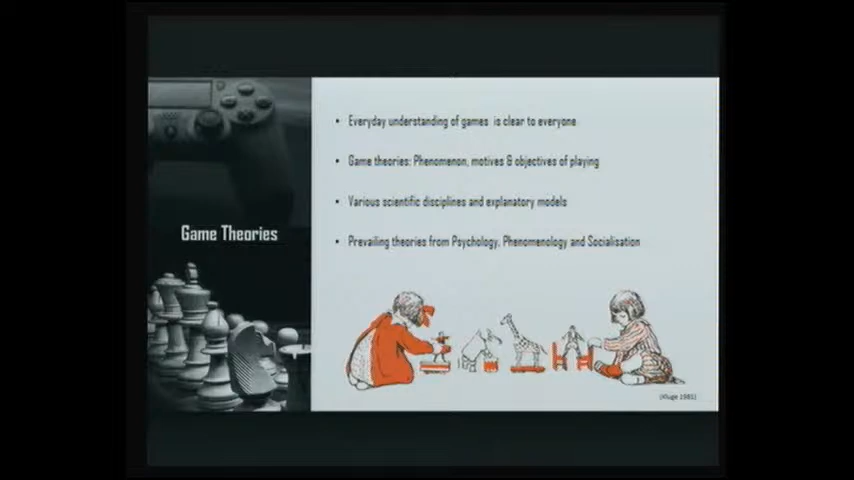 Game Theories
• Everyday understanding of games is clear to everyone
• Game theories: Phenomenon, motives & objectives of playing
• Various scientific disciplines and explanatory models
• Prevailing theories from Psychology, Phenomenology and Socialisation